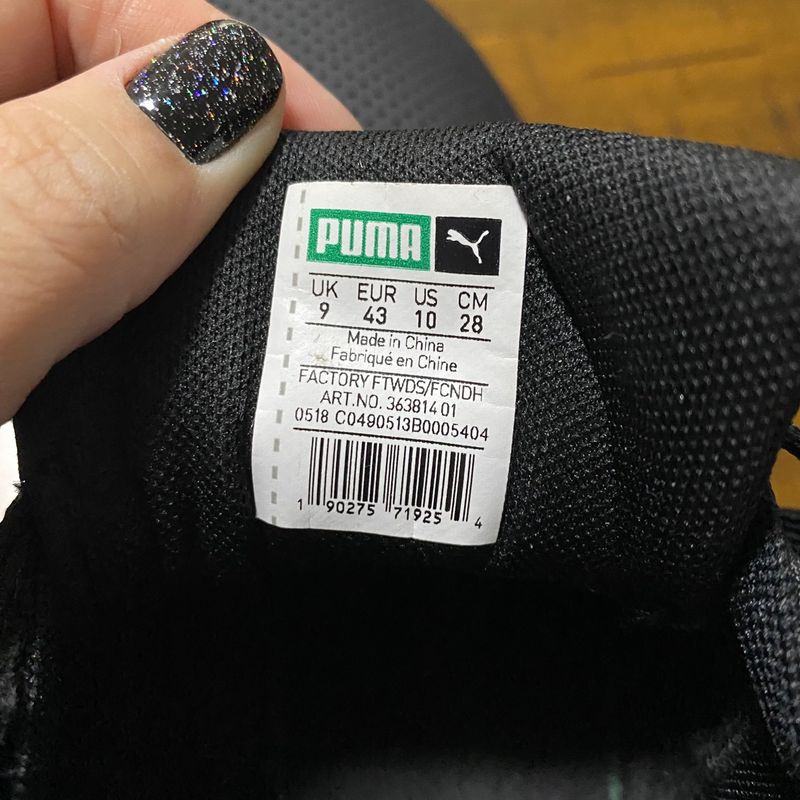 PUMA
UK EUR US CM
9 43 10 28
Made in China
Fabriqué en Chine
FACTORY FTWDS/FCNDH
ART.NO. 363814 01
0518 C0490513B0005404
1 90275 71925 4